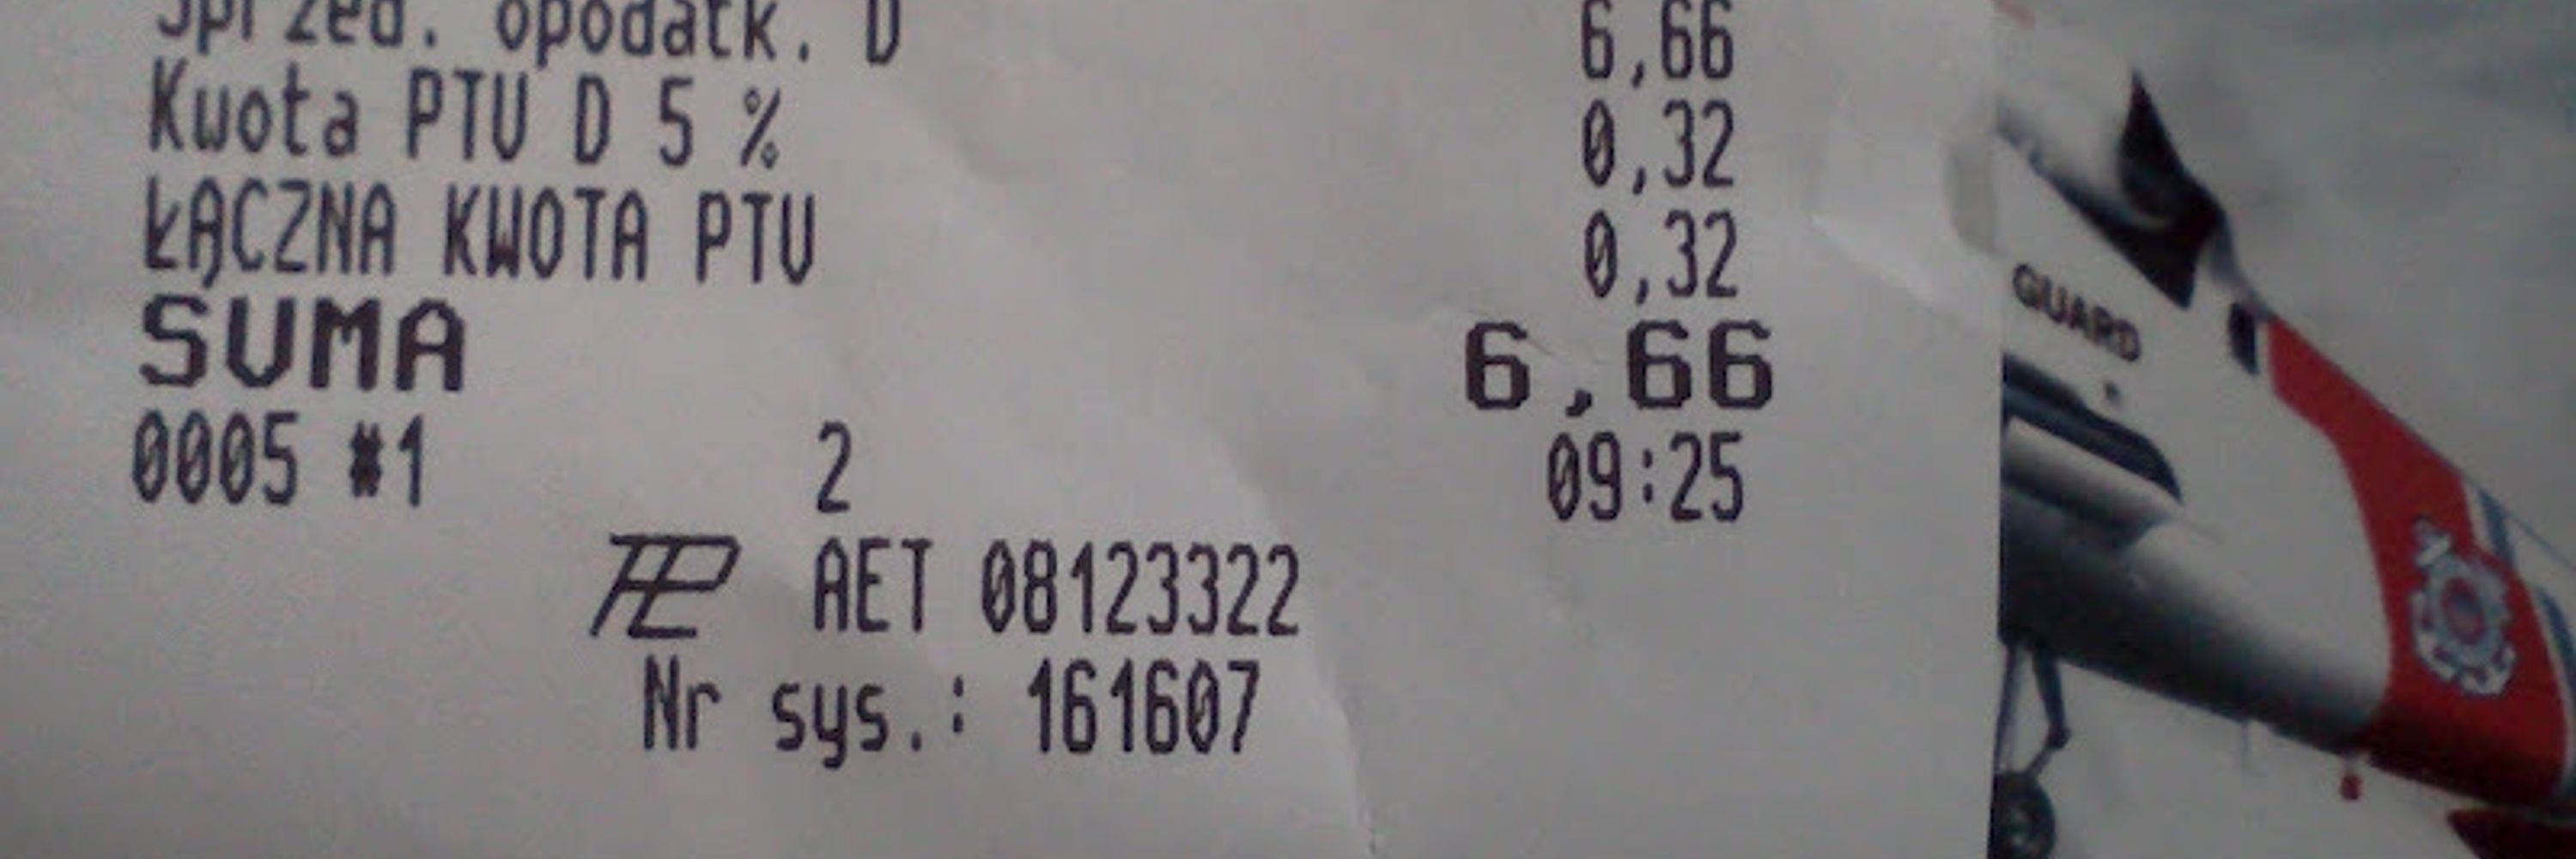 Sprzed. opodatk. D 6,66
Kwota PTU D 5 % 0,32
ŁĄCZNA KWOTA PTU 0,32
SUMA 6,66
0005 #1 2 09:25
AET 08123322
Nr sys.: 161607
GUARD